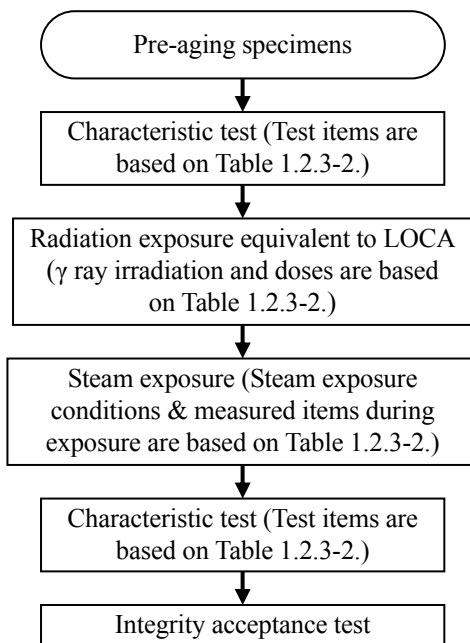 Pre-aging specimens
Characteristic test (Test items are
based on Table 1.2.3-2.)
Radiation exposure equivalent to LOCA
(γ ray irradiation and doses are based
on Table 1.2.3-2.)
Steam exposure (Steam exposure
conditions & measured items during
exposure are based on Table 1.2.3-2.)
Characteristic test (Test items are
based on Table 1.2.3-2.)
Integrity acceptance test